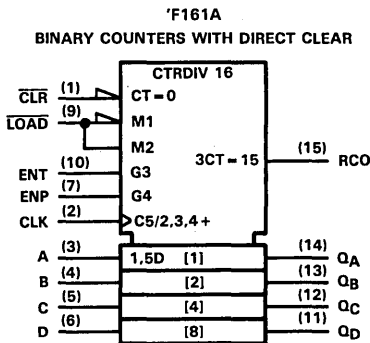 'F161A
BINARY COUNTERS WITH DIRECT CLEAR
CTRDIV 16
CLR (1) CT=0
LOAD (9) M1
M2
3CT=15 (15) RCO
ENT (10) G3
ENP (7) G4
CLK (2) C5/2,3,4+
A (3) 1,5D [1] (14) QA
B (4) [2] (13) QB
C (5) [4] (12) QC
D (6) [8] (11) QD